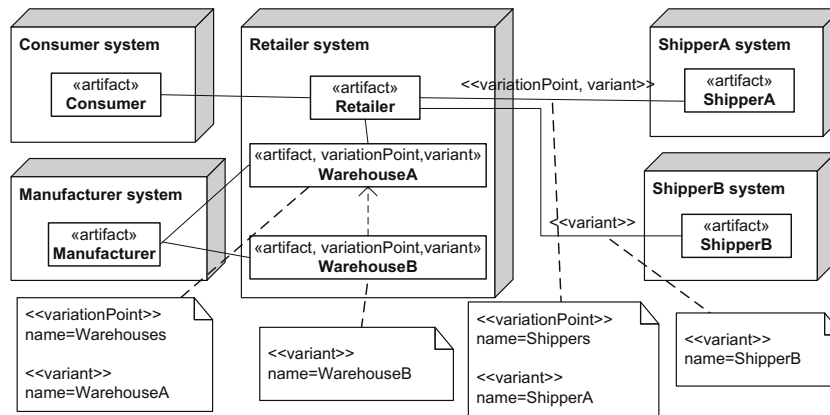 Consumer system
«artifact»
Consumer
Retailer system
«artifact»
Retailer
<<variationPoint, variant>>
ShipperA system
«artifact»
ShipperA
«artifact, variationPoint,variant»
WarehouseA
Manufacturer system
«artifact»
Manufacturer
«artifact, variationPoint,variant»
WarehouseB
<<variant>>
ShipperB system
«artifact»
ShipperB
<<variationPoint>>
name=Warehouses
<<variant>>
name=WarehouseA
<<variant>>
name=WarehouseB
<<variationPoint>>
name=Shippers
<<variant>>
name=ShipperA
<<variant>>
name=ShipperB